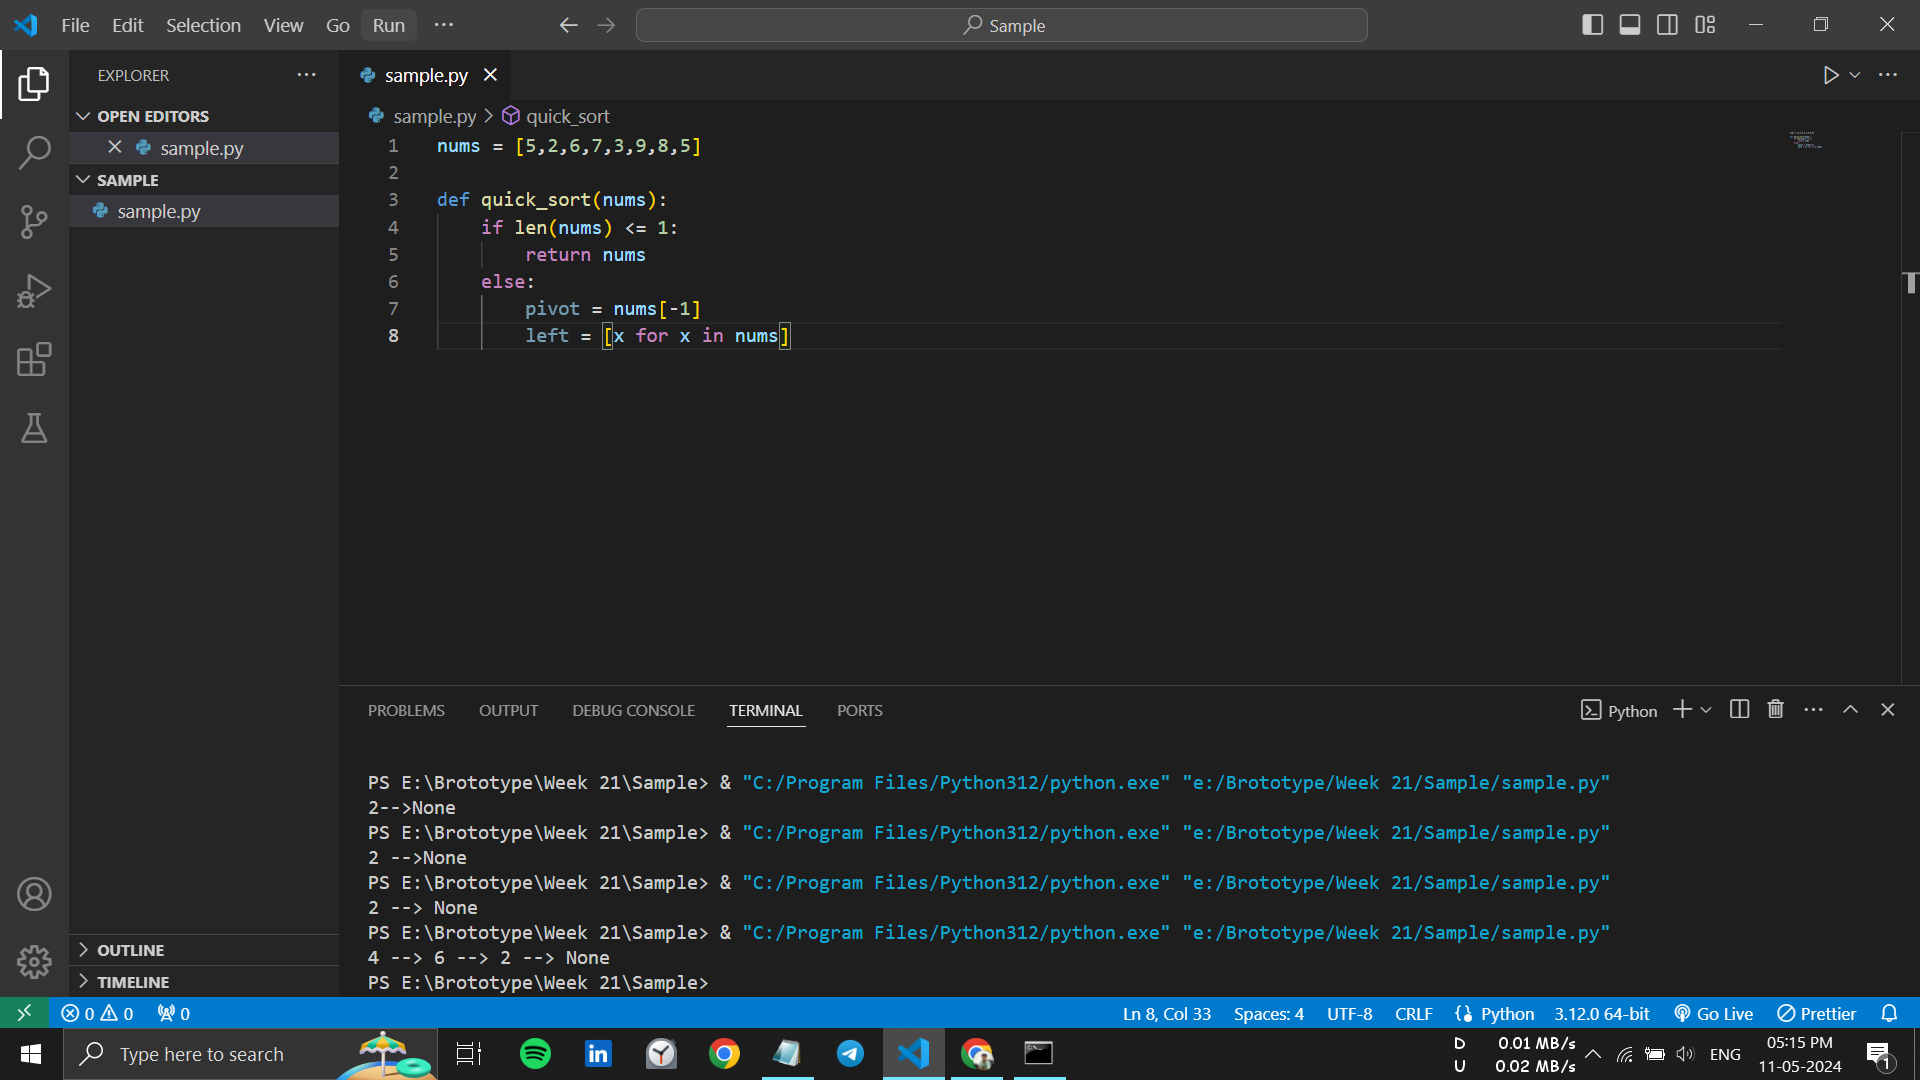 File Edit Selection View Go Run ···
Sample
EXPLORER ···
OPEN EDITORS
sample.py
SAMPLE
sample.py
OUTLINE
TIMELINE
sample.py
sample.py > quick_sort
1 nums = [5,2,6,7,3,9,8,5]
2
3 def quick_sort(nums):
4 if len(nums) <= 1:
5 return nums
6 else:
7 pivot = nums[-1]
8 left = [x for x in nums]
PROBLEMS OUTPUT DEBUG CONSOLE TERMINAL PORTS
Python
PS E:\Brototype\Week 21\Sample> & "C:/Program Files/Python312/python.exe" "e:/Brototype/Week 21/Sample/sample.py"
2-->None
PS E:\Brototype\Week 21\Sample> & "C:/Program Files/Python312/python.exe" "e:/Brototype/Week 21/Sample/sample.py"
2 -->None
PS E:\Brototype\Week 21\Sample> & "C:/Program Files/Python312/python.exe" "e:/Brototype/Week 21/Sample/sample.py"
2 --> None
PS E:\Brototype\Week 21\Sample> & "C:/Program Files/Python312/python.exe" "e:/Brototype/Week 21/Sample/sample.py"
4 --> 6 --> 2 --> None
PS E:\Brototype\Week 21\Sample>
0 0 0 Ln 8, Col 33 Spaces: 4 UTF-8 CRLF Python 3.12.0 64-bit Go Live Prettier
Type here to search
D 0.01 MB/s
U 0.02 MB/s
ENG
05:15 PM
11-05-2024
1